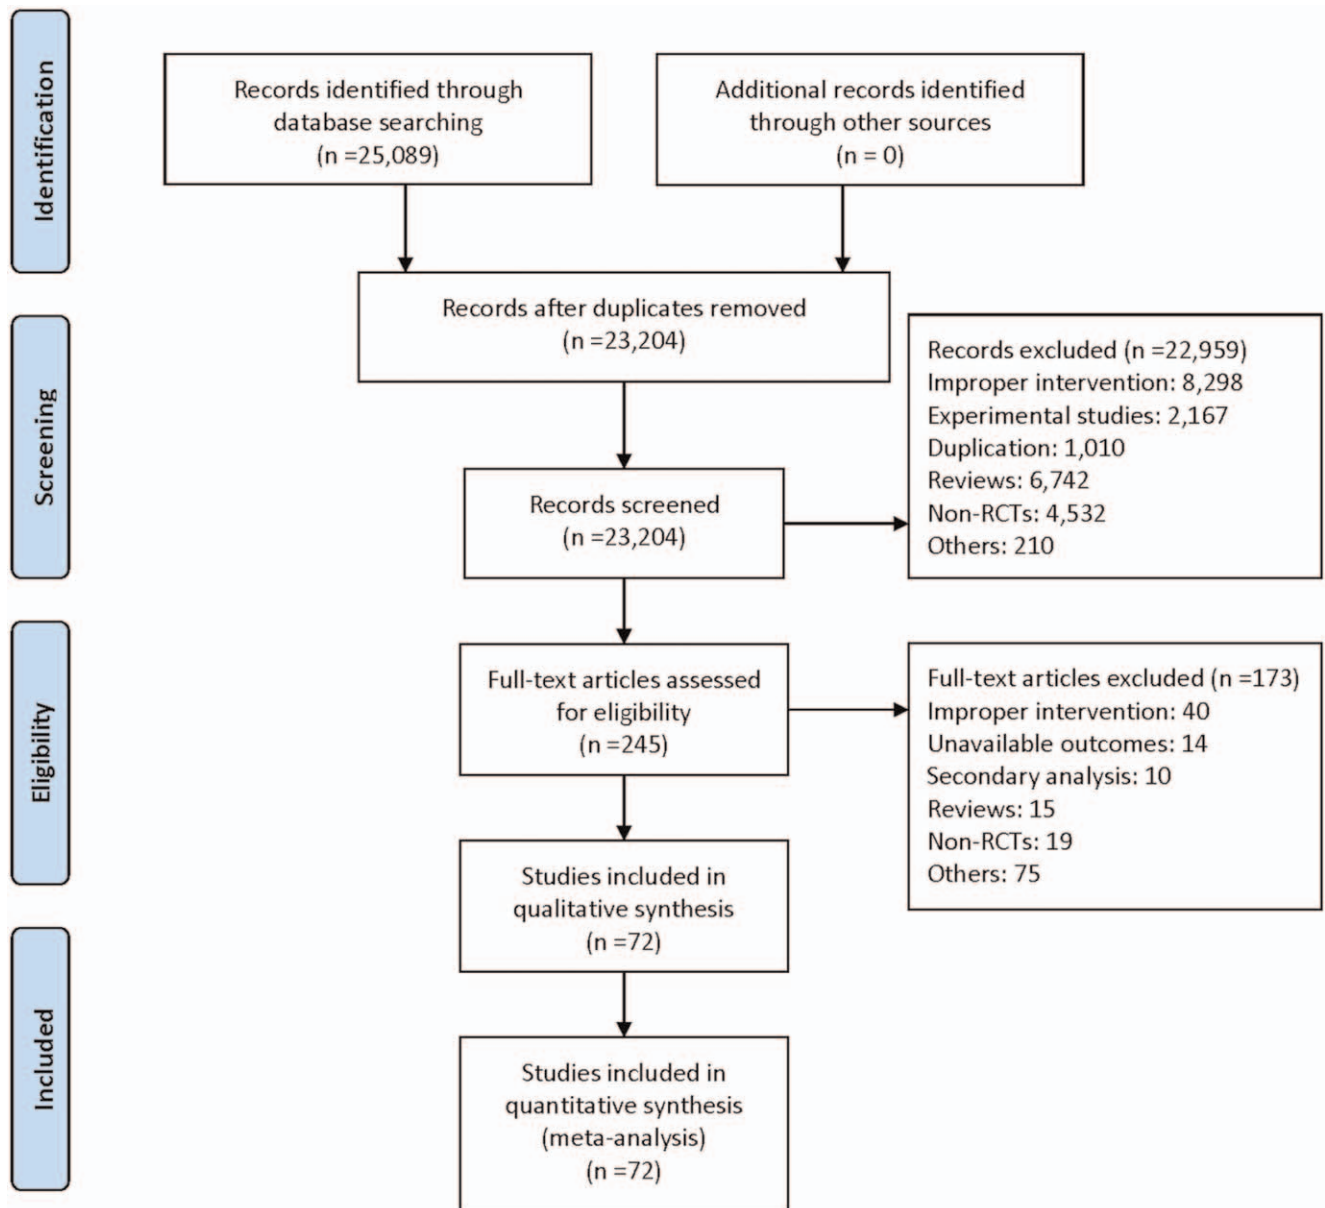 Identification
Records identified through
database searching
(n =25,089)
Additional records identified
through other sources
(n = 0)
Records after duplicates removed
(n =23,204)
Screening
Records screened
(n =23,204)
Records excluded (n =22,959)
Improper intervention: 8,298
Experimental studies: 2,167
Duplication: 1,010
Reviews: 6,742
Non-RCTs: 4,532
Others: 210
Eligibility
Full-text articles assessed
for eligibility
(n =245)
Full-text articles excluded (n =173)
Improper intervention: 40
Unavailable outcomes: 14
Secondary analysis: 10
Reviews: 15
Non-RCTs: 19
Others: 75
Studies included in
qualitative synthesis
(n =72)
Included
Studies included in
quantitative synthesis
(meta-analysis)
(n =72)